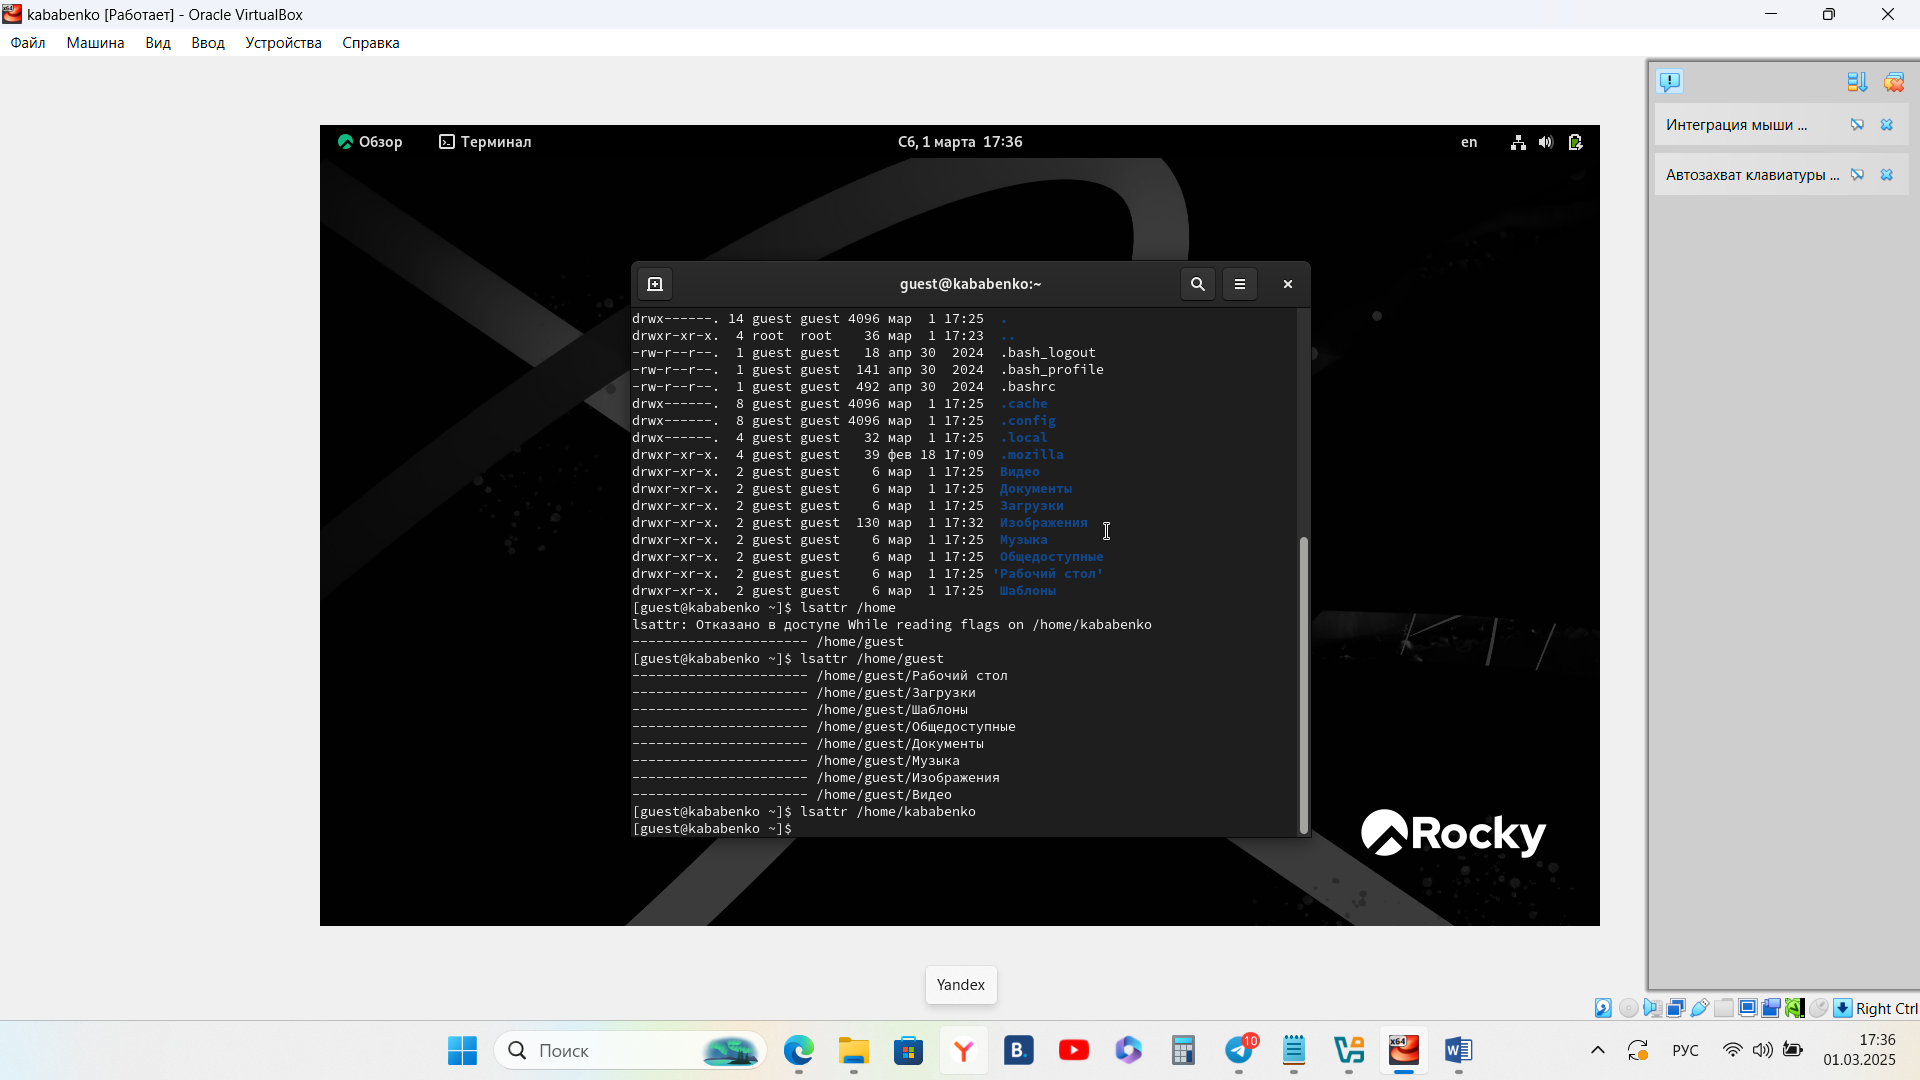 kababenko [Работает] - Oracle VirtualBox
Файл Машина Вид Ввод Устройства Справка
Интеграция мыши ...
Автозахват клавиатуры ...
Обзор Терминал Сб, 1 марта 17:36 en
guest@kababenko:~
drwx------. 14 guest guest 4096 мар  1 17:25  .
drwxr-xr-x.  4 root  root    36 мар  1 17:23  ..
-rw-r--r--.  1 guest guest   18 апр 30  2024  .bash_logout
-rw-r--r--.  1 guest guest  141 апр 30  2024  .bash_profile
-rw-r--r--.  1 guest guest  492 апр 30  2024  .bashrc
drwx------.  8 guest guest 4096 мар  1 17:25  .cache
drwx------.  8 guest guest 4096 мар  1 17:25  .config
drwx------.  4 guest guest   32 мар  1 17:25  .local
drwxr-xr-x.  4 guest guest   39 фев 18 17:09  .mozilla
drwxr-xr-x.  2 guest guest    6 мар  1 17:25  Видео
drwxr-xr-x.  2 guest guest    6 мар  1 17:25  Документы
drwxr-xr-x.  2 guest guest    6 мар  1 17:25  Загрузки
drwxr-xr-x.  2 guest guest  130 мар  1 17:32  Изображения
drwxr-xr-x.  2 guest guest    6 мар  1 17:25  Музыка
drwxr-xr-x.  2 guest guest    6 мар  1 17:25  Общедоступные
drwxr-xr-x.  2 guest guest    6 мар  1 17:25 'Рабочий стол'
drwxr-xr-x.  2 guest guest    6 мар  1 17:25  Шаблоны
[guest@kababenko ~]$ lsattr /home
lsattr: Отказано в доступе While reading flags on /home/kababenko
---------------------- /home/guest
[guest@kababenko ~]$ lsattr /home/guest
---------------------- /home/guest/Рабочий стол
---------------------- /home/guest/Загрузки
---------------------- /home/guest/Шаблоны
---------------------- /home/guest/Общедоступные
---------------------- /home/guest/Документы
---------------------- /home/guest/Музыка
---------------------- /home/guest/Изображения
---------------------- /home/guest/Видео
[guest@kababenko ~]$ lsattr /home/kababenko
[guest@kababenko ~]$
Rocky
Yandex
Right Ctrl
Поиск
B.
10
x64
РУС
17:36
01.03.2025